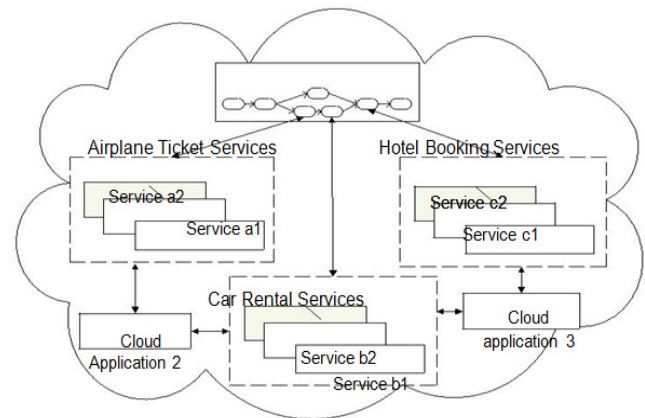 Airplane Ticket Services
Hotel Booking Services
Service a2
Service a1
Service c2
Service c1
Car Rental Services
Service b2
Service b1
Cloud
Application 2
Cloud
application 3